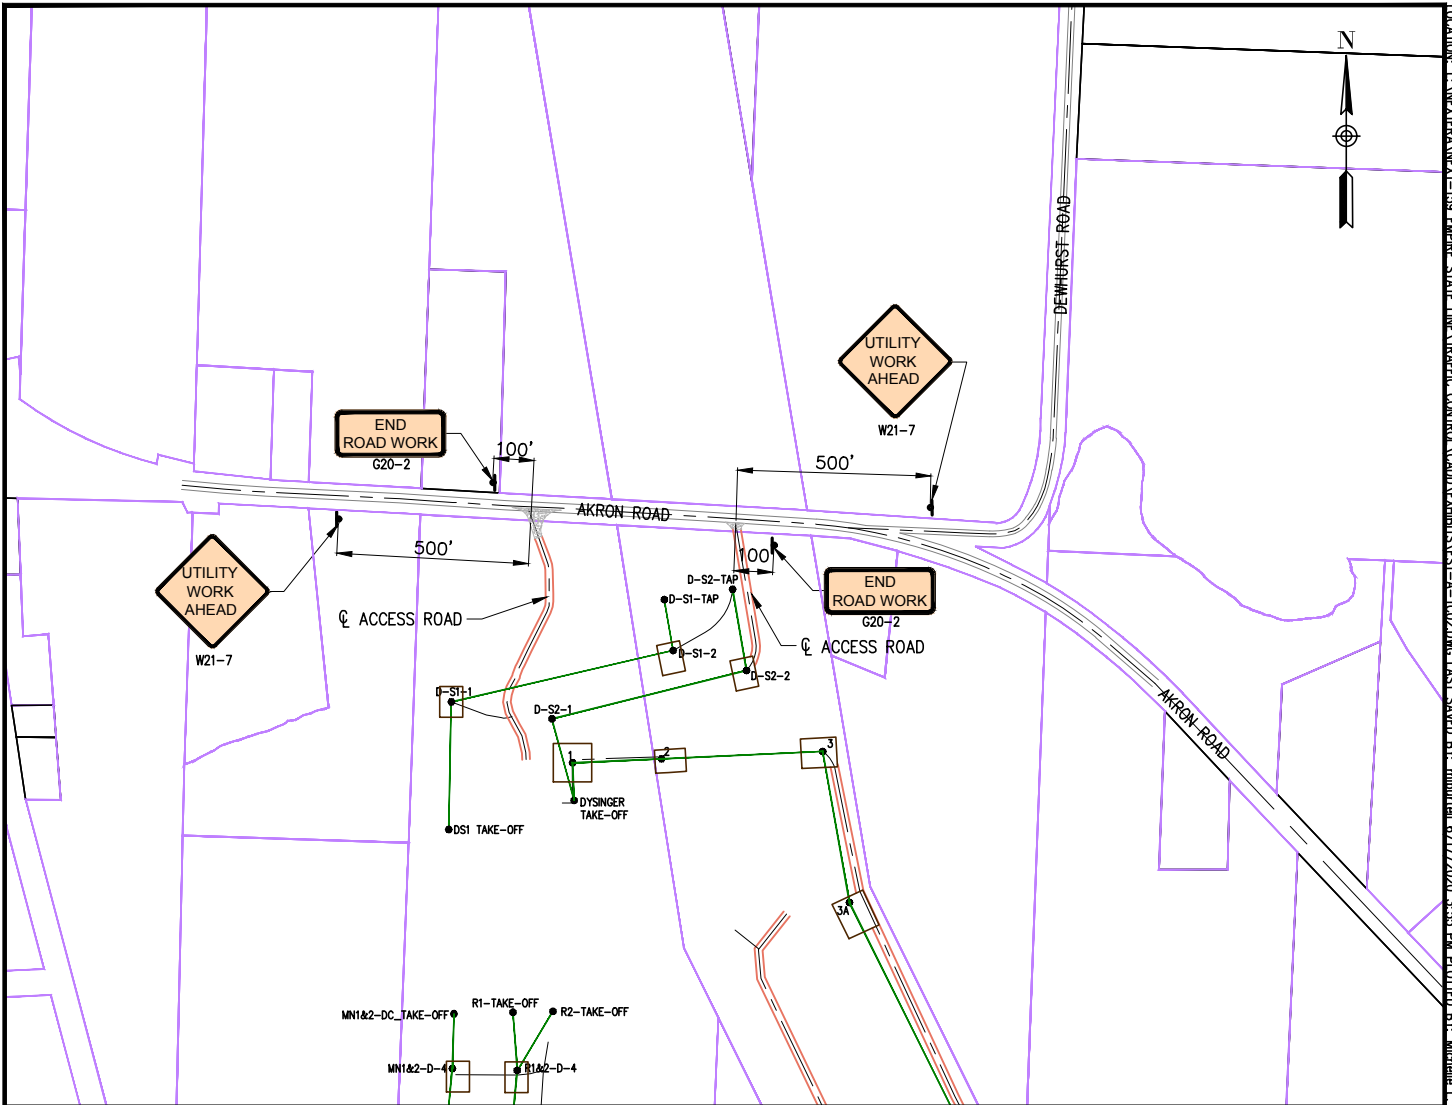 N
DEWHURST ROAD
UTILITY
WORK
AHEAD
W21-7
END
ROAD WORK
G20-2
100'
500'
AKRON ROAD
500'
UTILITY
WORK
AHEAD
W21-7
100'
D-S2-TAP
D-S1-TAP
END
ROAD WORK
G20-2
℄ ACCESS ROAD
℄ ACCESS ROAD
D-S1-2
D-S2-2
D-S1-1
D-S2-1
AKRON ROAD
1
2
3
DYSINGER
TAKE-OFF
DS1 TAKE-OFF
3A
MN1&2-DC_TAKE-OFF
R1-TAKE-OFF
R2-TAKE-OFF
MN1&2-D-4
R1&2-D-4